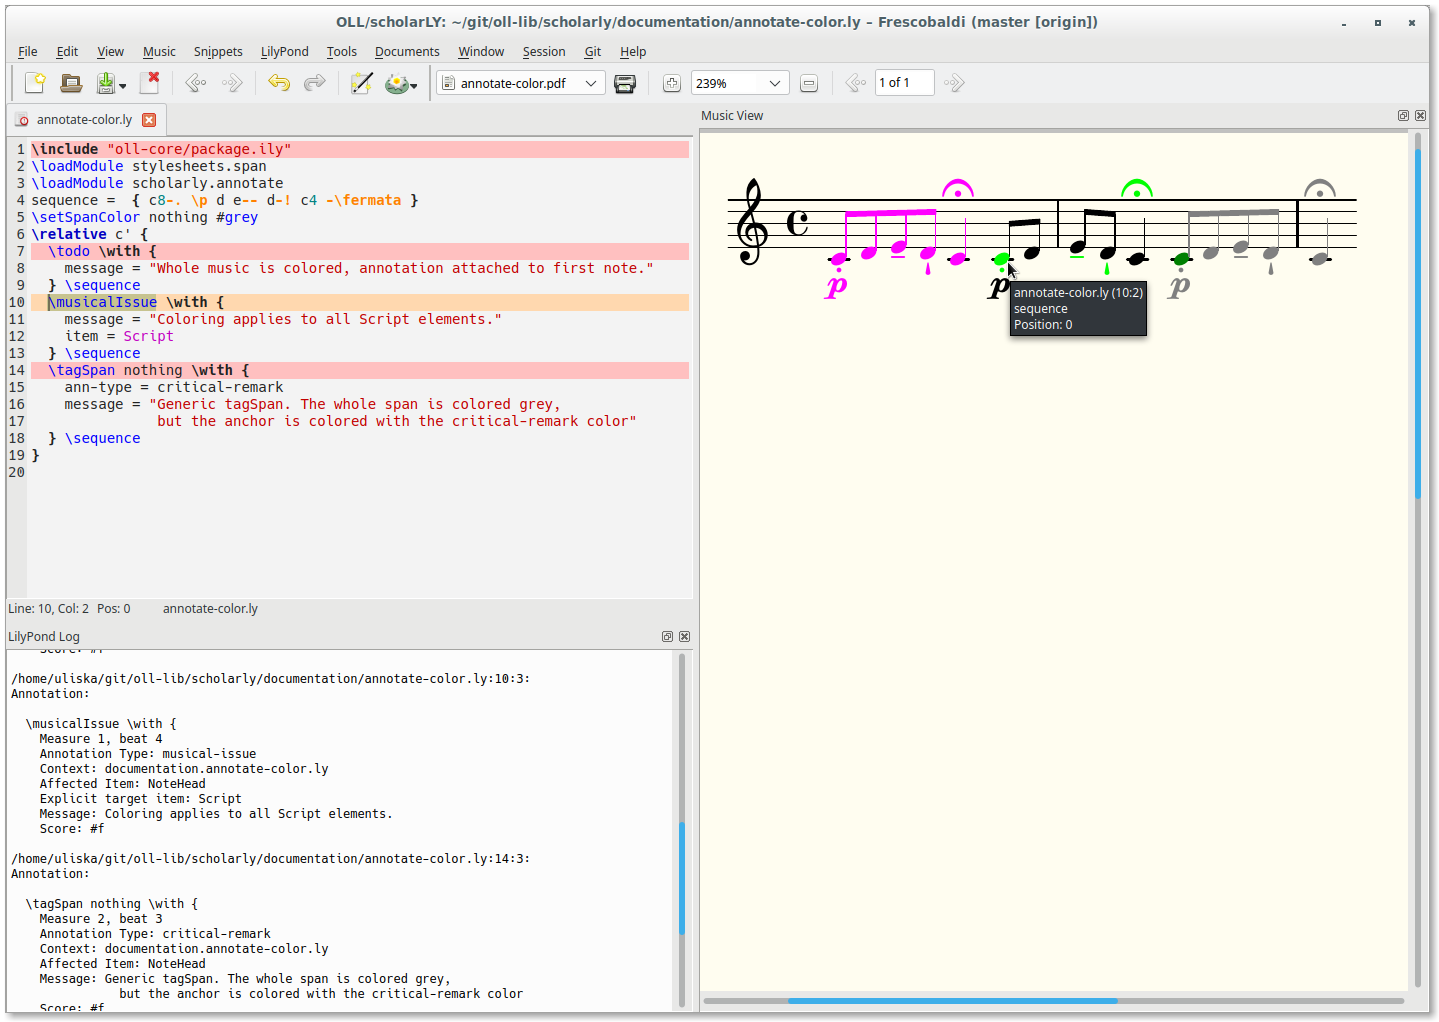 OLL/scholarLY: ~/git/oll-lib/scholarly/documentation/annotate-color.ly – Frescobaldi (master [origin])
File Edit View Music Snippets LilyPond Tools Documents Window Session Git Help
annotate-color.pdf 239% 1 of 1
annotate-color.ly
1 \include "oll-core/package.ily"
2 \loadModule stylesheets.span
3 \loadModule scholarly.annotate
4 sequence =  { c8-. \p d e-- d-! c4 -\fermata }
5 \setSpanColor nothing #grey
6 \relative c' {
7   \todo \with {
8     message = "Whole music is colored, annotation attached to first note."
9   } \sequence
10   \musicalIssue \with {
11     message = "Coloring applies to all Script elements."
12     item = Script
13   } \sequence
14   \tagSpan nothing \with {
15     ann-type = critical-remark
16     message = "Generic tagSpan. The whole span is colored grey,
17                but the anchor is colored with the critical-remark color"
18   } \sequence
19 }
20
Line: 10, Col: 2 Pos: 0 annotate-color.ly
LilyPond Log
Score: #f
/home/uliska/git/oll-lib/scholarly/documentation/annotate-color.ly:10:3:
Annotation:
\musicalIssue \with {
Measure 1, beat 4
Annotation Type: musical-issue
Context: documentation.annotate-color.ly
Affected Item: NoteHead
Explicit target item: Script
Message: Coloring applies to all Script elements.
Score: #f
/home/uliska/git/oll-lib/scholarly/documentation/annotate-color.ly:14:3:
Annotation:
\tagSpan nothing \with {
Measure 2, beat 3
Annotation Type: critical-remark
Context: documentation.annotate-color.ly
Affected Item: NoteHead
Message: Generic tagSpan. The whole span is colored grey,
but the anchor is colored with the critical-remark color
Score: #f
Music View
p p p
annotate-color.ly (10:2)
sequence
Position: 0